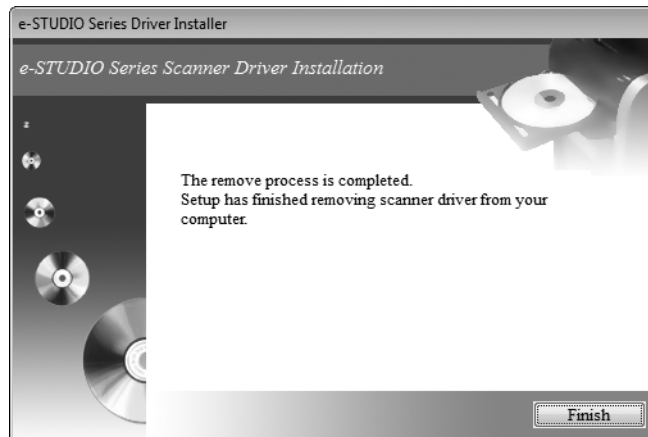 e-STUDIO Series Driver Installer
e-STUDIO Series Scanner Driver Installation
The remove process is completed.
Setup has finished removing scanner driver from your
computer.
Finish